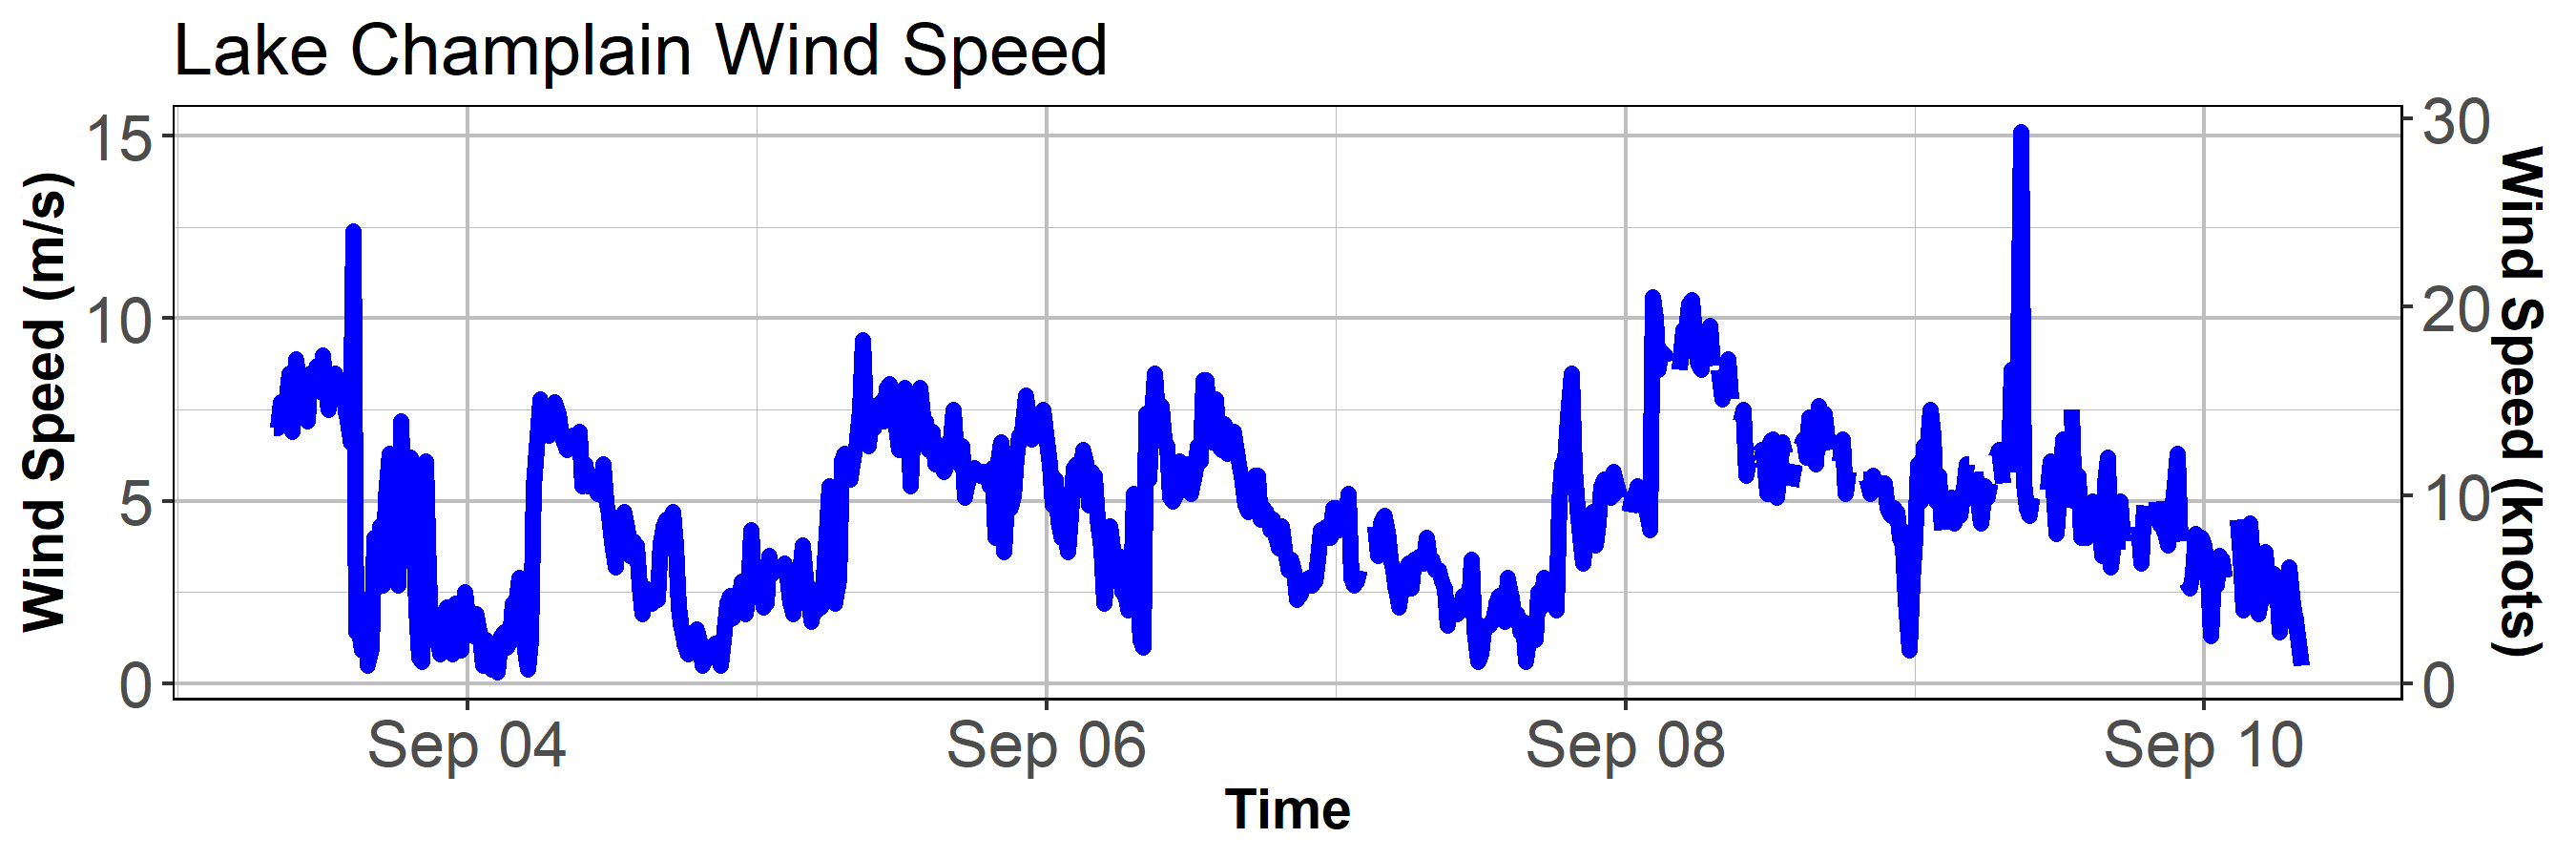 Lake Champlain Wind Speed
Wind Speed (m/s)
15
10
5
0
30
20
10
0
Wind Speed (knots)
Sep 04
Sep 06
Sep 08
Sep 10
Time